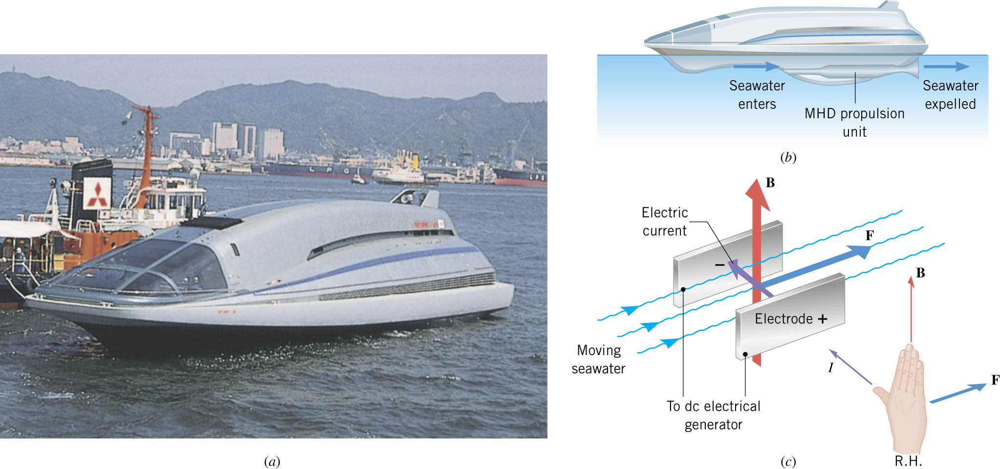 L P G
L P G
(a)
Seawater
enters
MHD propulsion
unit
Seawater
expelled
(b)
B
Electric
current
F
−
Electrode +
Moving
seawater
To dc electrical
generator
B
I
F
R.H.
(c)